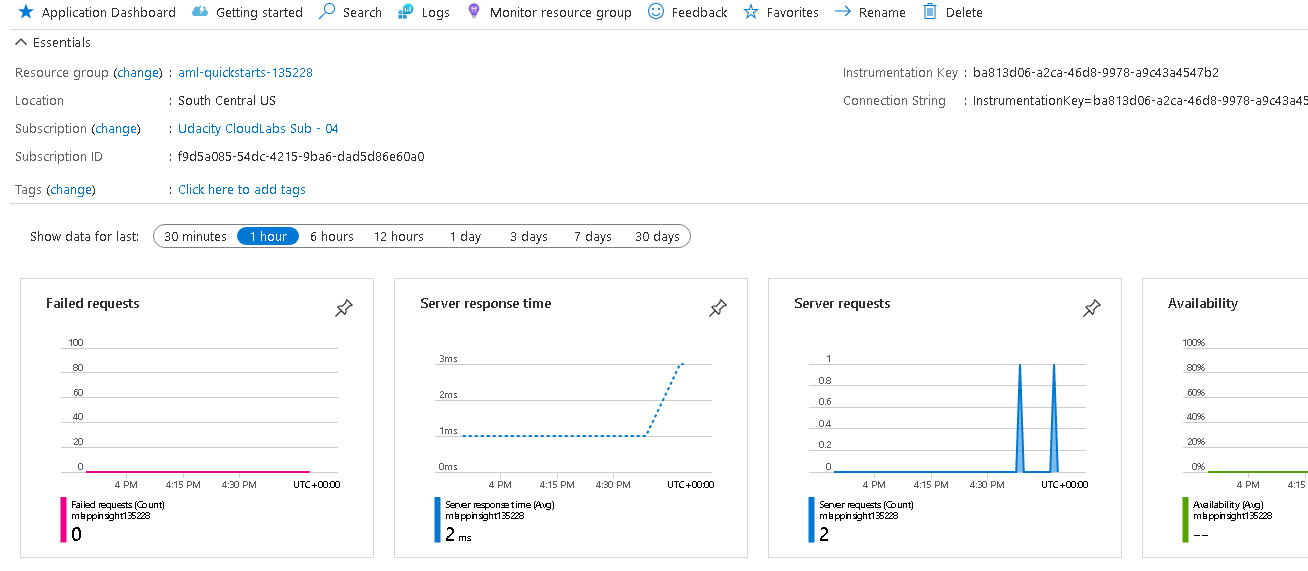 Application Dashboard Getting started Search Logs Monitor resource group Feedback Favorites Rename Delete
Essentials
Resource group (change) : aml-quickstarts-135228
Instrumentation Key : ba813d06-a2ca-46d8-9978-a9c43a4547b2
Location : South Central US
Connection String : InstrumentationKey=ba813d06-a2ca-46d8-9978-a9c43a45
Subscription (change) : Udacity CloudLabs Sub - 04
Subscription ID : f9d5a085-54dc-4215-9ba6-dad5d86e60a0
Tags (change) : Click here to add tags
Show data for last: 30 minutes 1 hour 6 hours 12 hours 1 day 3 days 7 days 30 days
Failed requests
100
80
60
40
20
0
4 PM 4:15 PM 4:30 PM UTC+00:00
Failed requests (Count)
mlappinsight135228
0
Server response time
3ms
2ms
1ms
0ms
4 PM 4:15 PM 4:30 PM UTC+00:00
Server response time (Avg)
mlappinsight135228
2 ms
Server requests
1
0.8
0.6
0.4
0.2
0
4 PM 4:15 PM 4:30 PM UTC+00:00
Server requests (Count)
mlappinsight135228
2
Availability
100%
80%
60%
40%
20%
0%
4 PM 4:15
Availability (Avg)
mlappinsight135228
--